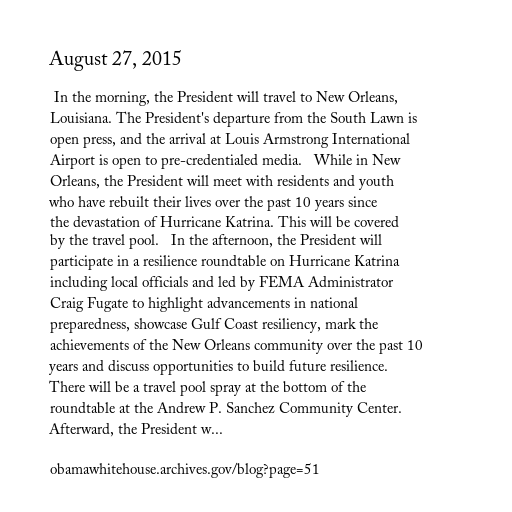 August 27, 2015
In the morning, the President will travel to New Orleans,
Louisiana. The President's departure from the South Lawn is
open press, and the arrival at Louis Armstrong International
Airport is open to pre-credentialed media.   While in New
Orleans, the President will meet with residents and youth
who have rebuilt their lives over the past 10 years since
the devastation of Hurricane Katrina. This will be covered
by the travel pool.   In the afternoon, the President will
participate in a resilience roundtable on Hurricane Katrina
including local officials and led by FEMA Administrator
Craig Fugate to highlight advancements in national
preparedness, showcase Gulf Coast resiliency, mark the
achievements of the New Orleans community over the past 10
years and discuss opportunities to build future resilience.
There will be a travel pool spray at the bottom of the
roundtable at the Andrew P. Sanchez Community Center.
Afterward, the President w...
obamawhitehouse.archives.gov/blog?page=51